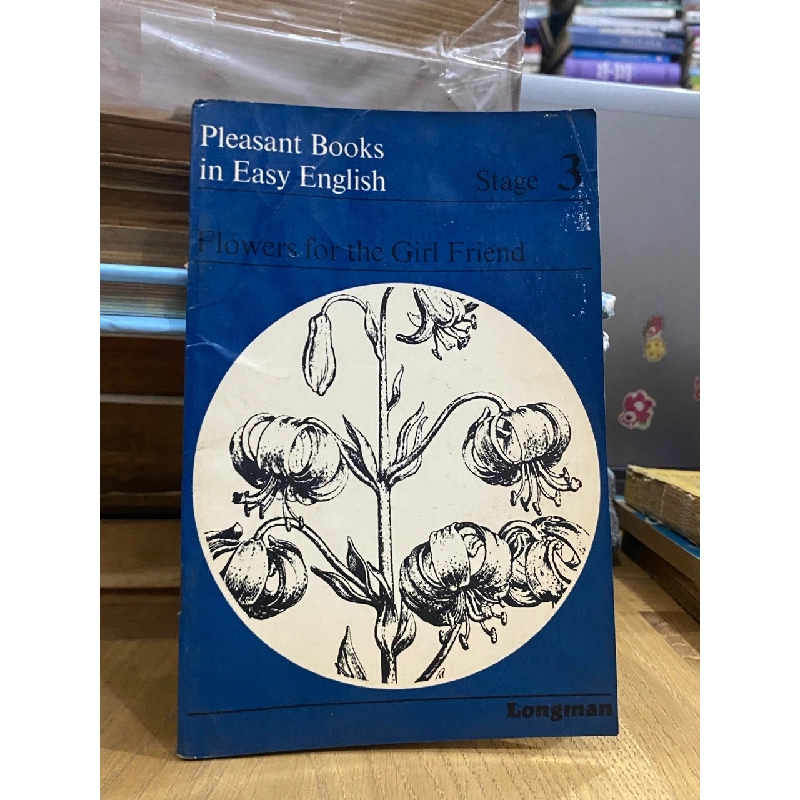 Pleasant Books
in Easy English
Stage 3
Flowers for the Girl Friend
Longman